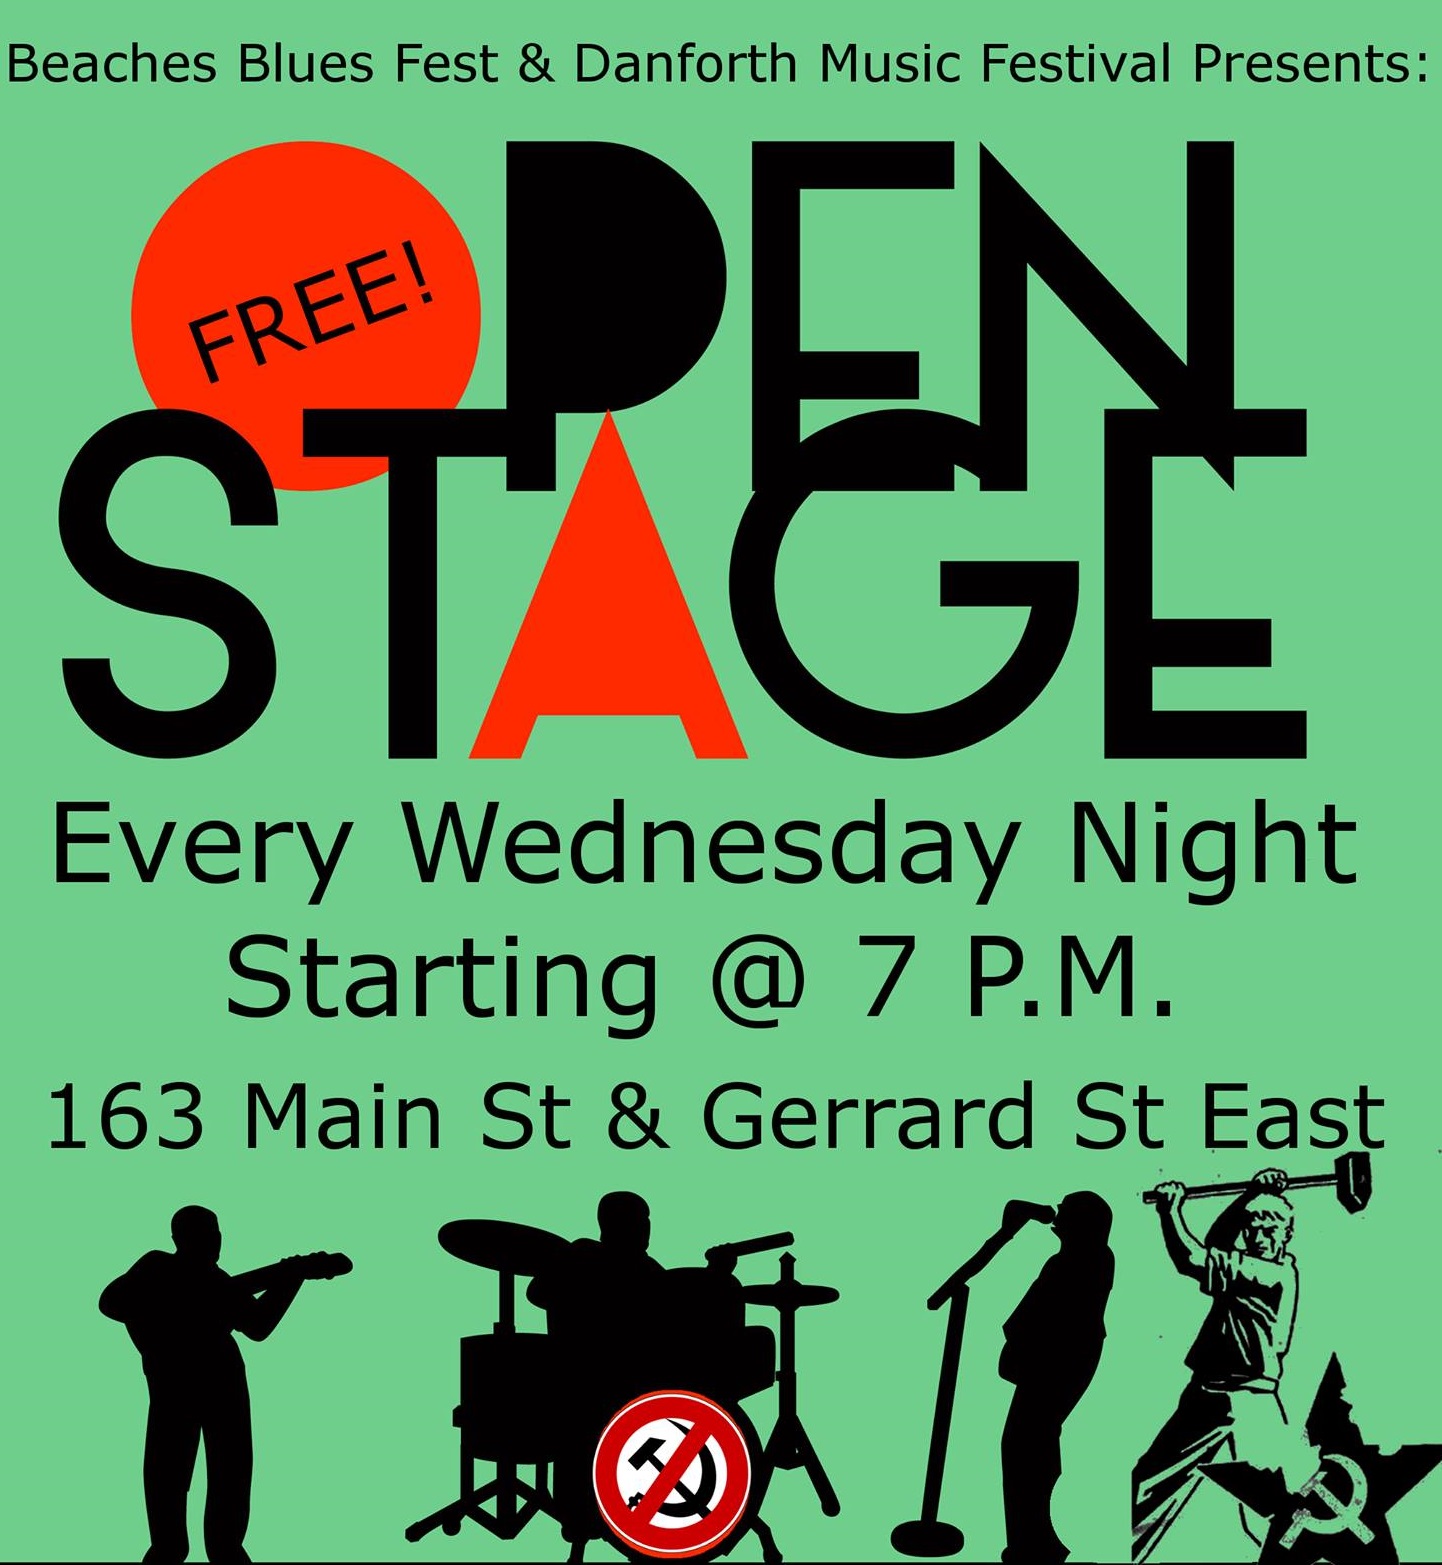 Beaches Blues Fest & Danforth Music Festival Presents:
FREE!
OPEN
STAGE
Every Wednesday Night
Starting @ 7 P.M.
163 Main St & Gerrard St East